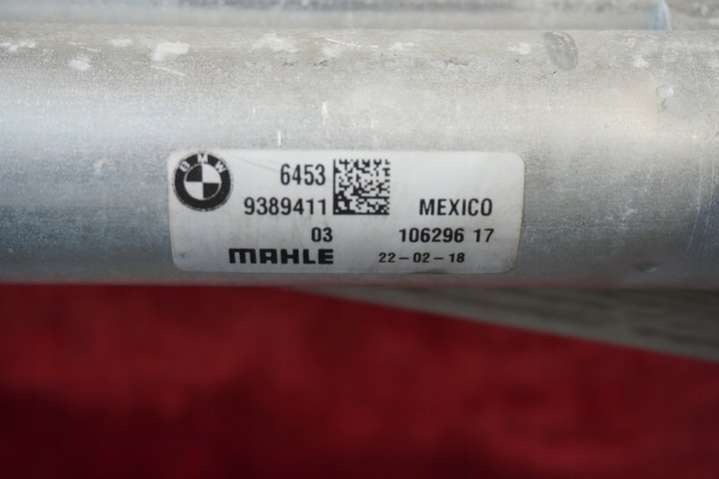 BMW
6453
9389411
MEXICO
03
106296 17
MAHLE
22-02-18